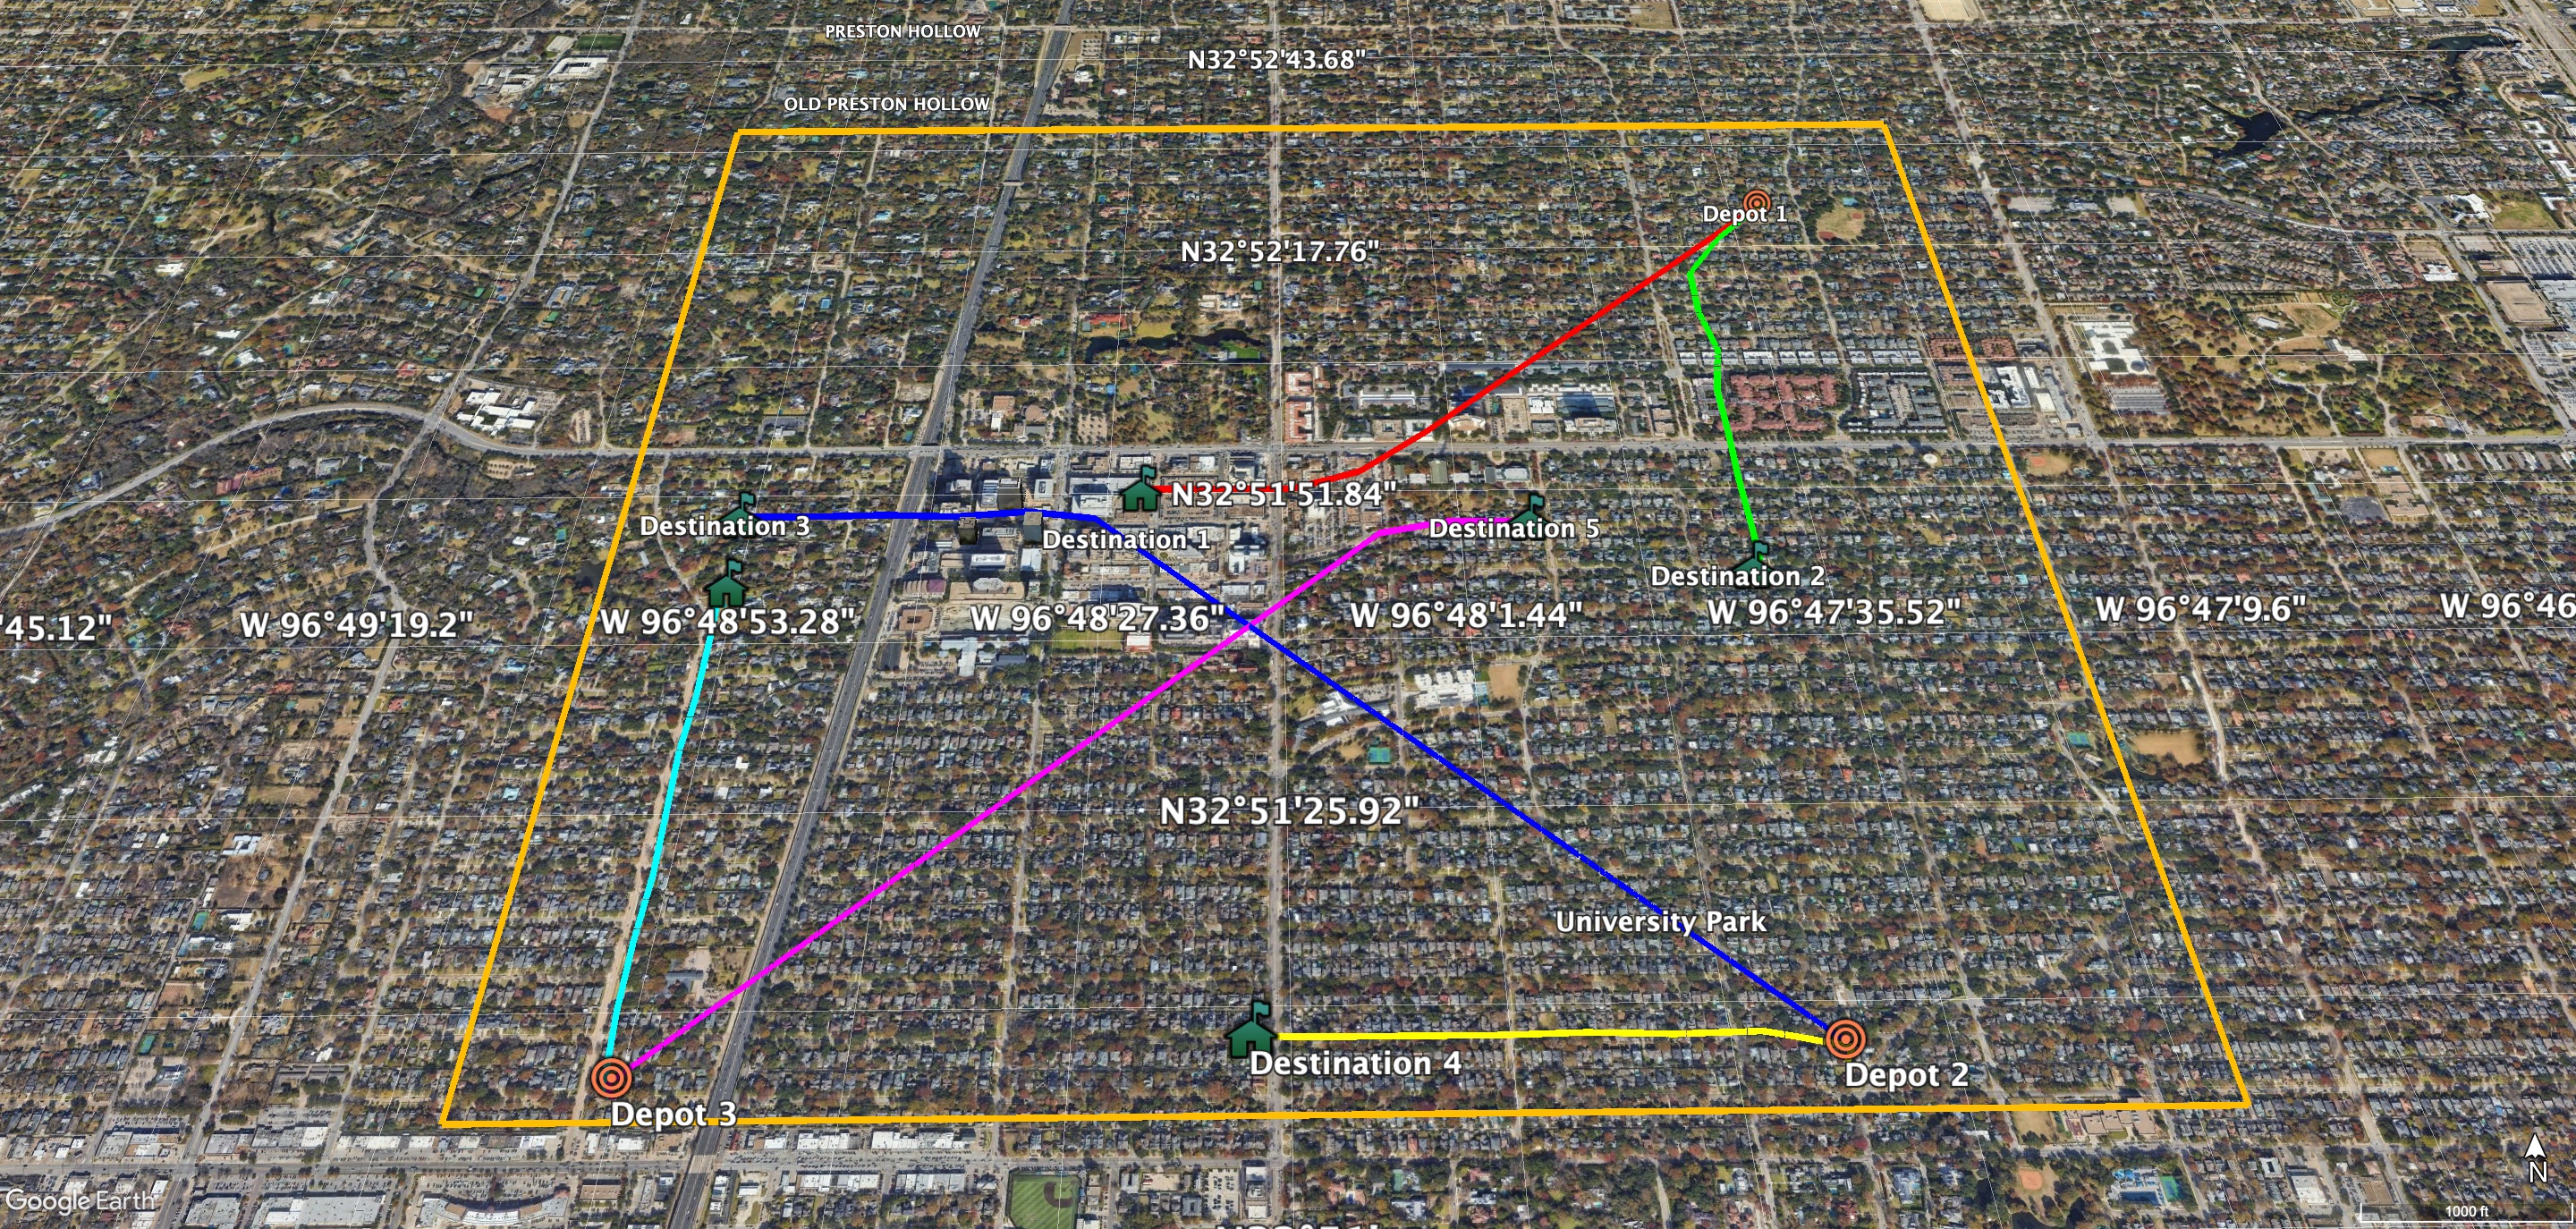 PRESTON HOLLOW
N32°52'43.68"
OLD PRESTON HOLLOW
Depot 1
N32°52'17.76"
N32°51'51.84"
Destination 3
Destination 1
Destination 5
Destination 2
'45.12"
W 96°49'19.2"
W 96°48'53.28"
W 96°48'27.36"
W 96°48'1.44"
W 96°47'35.52"
W 96°47'9.6"
W 96°46
N32°51'25.92"
University Park
Destination 4
Depot 2
Depot 3
N
Google Earth
1000 ft